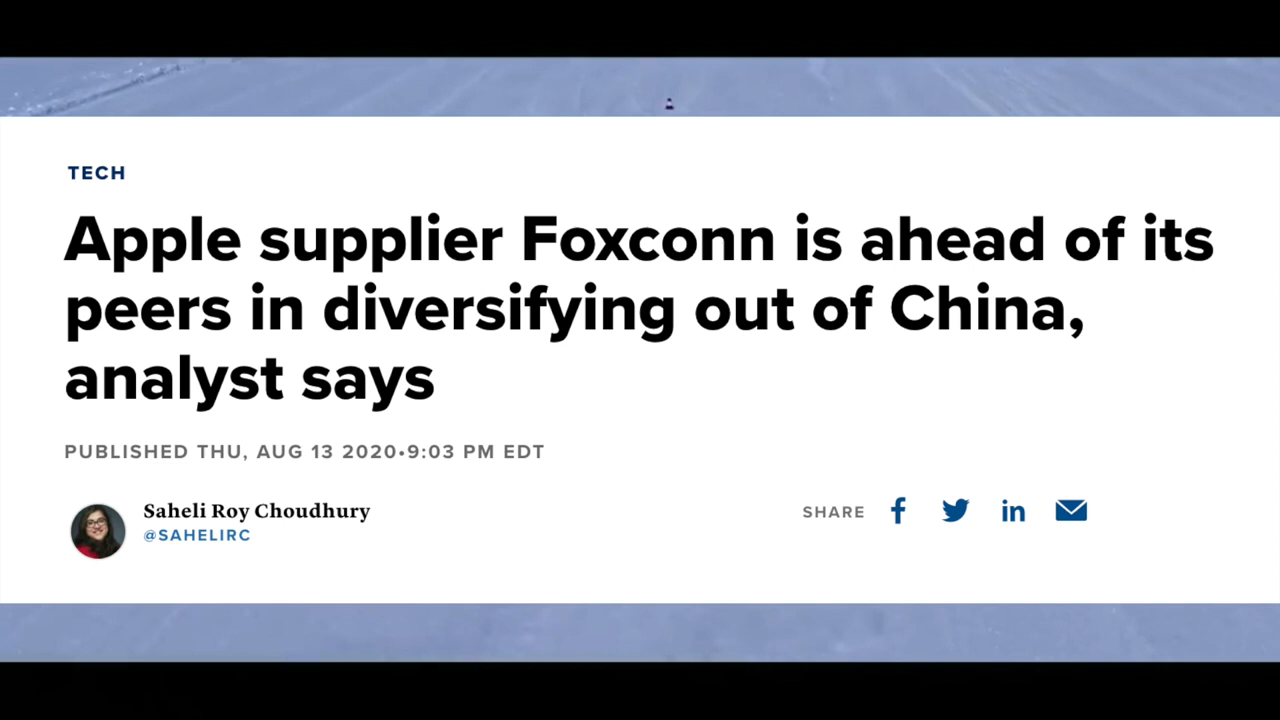 TECH
Apple supplier Foxconn is ahead of its
peers in diversifying out of China,
analyst says
PUBLISHED THU, AUG 13 2020•9:03 PM EDT
Saheli Roy Choudhury
@SAHELIRC
SHARE